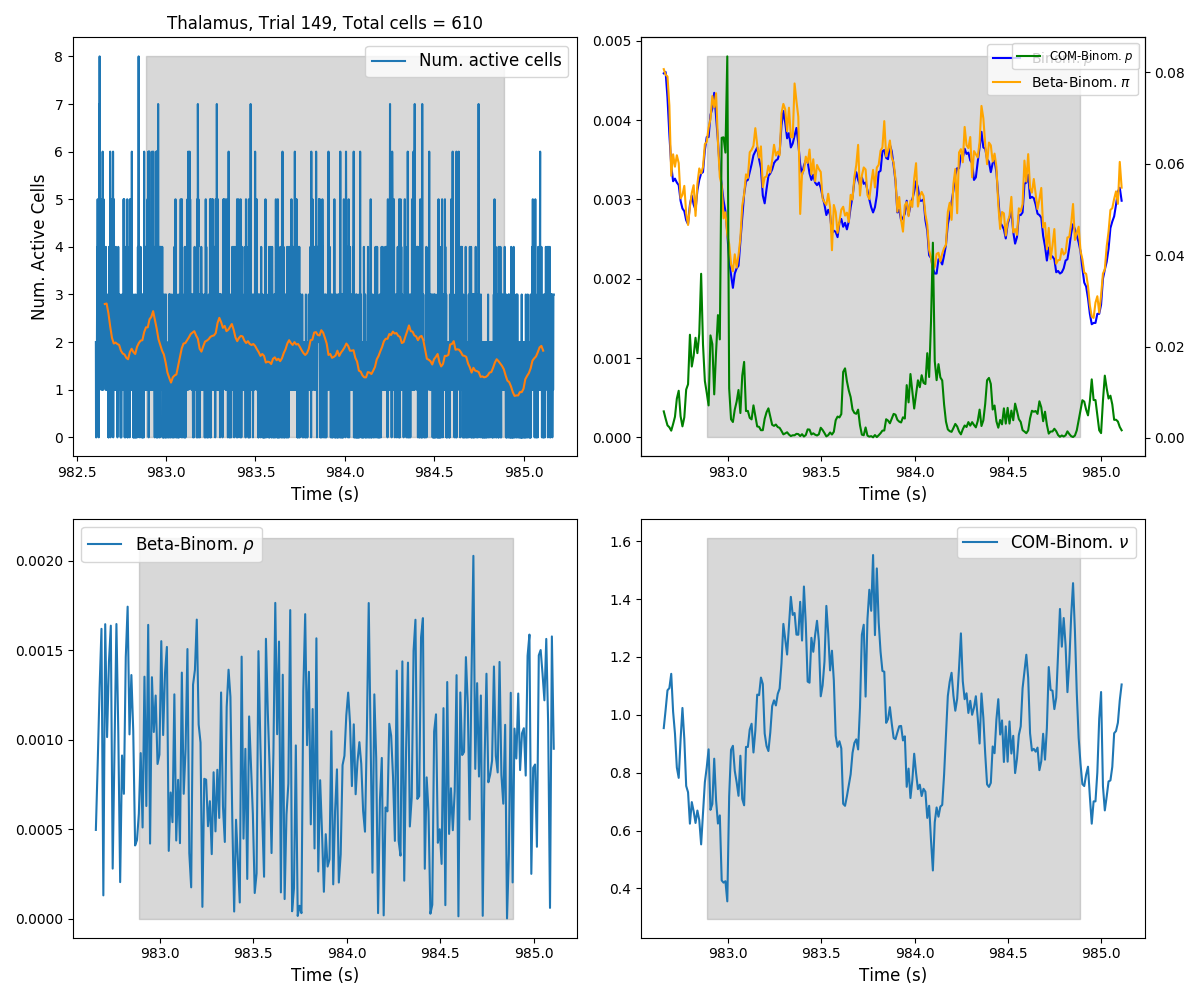 Thalamus, Trial 149, Total cells = 610
Num. active cells
Num. Active Cells
8
7
6
5
4
3
2
1
0
982.5 983.0 983.5 984.0 984.5 985.0
Time (s)
COM-Binom. p
Beta-Binom. π
0.005
0.004
0.003
0.002
0.001
0.000
0.08
0.06
0.04
0.02
0.00
983.0 983.5 984.0 984.5 985.0
Time (s)
Beta-Binom. ρ
0.0020
0.0015
0.0010
0.0005
0.0000
983.0 983.5 984.0 984.5 985.0
Time (s)
COM-Binom. ν
1.6
1.4
1.2
1.0
0.8
0.6
0.4
983.0 983.5 984.0 984.5 985.0
Time (s)